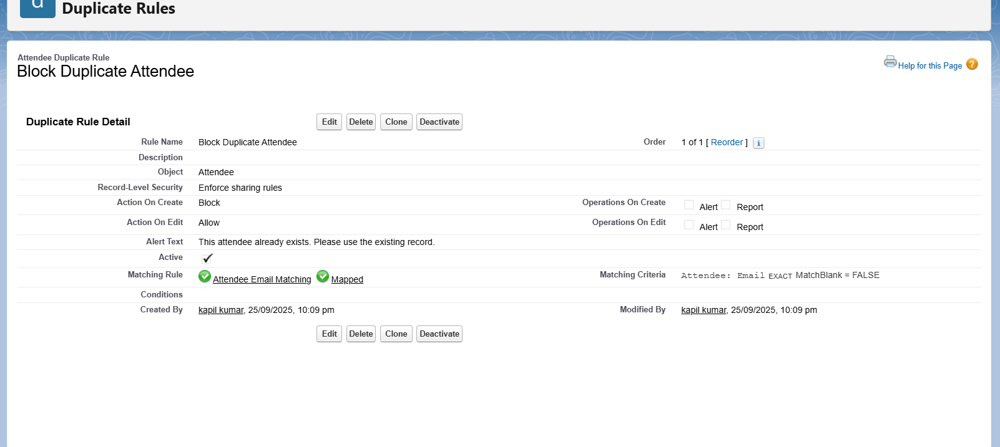 d
Duplicate Rules
Attendee Duplicate Rule
Block Duplicate Attendee
Help for this Page ?
Duplicate Rule Detail Edit Delete Clone Deactivate
Rule Name Block Duplicate Attendee Order 1 of 1 [ Reorder ] i
Description
Object Attendee
Record-Level Security Enforce sharing rules
Action On Create Block Operations On Create Alert Report
Action On Edit Allow Operations On Edit Alert Report
Alert Text This attendee already exists. Please use the existing record.
Active
Matching Rule Attendee Email Matching Mapped Matching Criteria Attendee: Email EXACT MatchBlank = FALSE
Conditions
Created By kapil kumar, 25/09/2025, 10:09 pm Modified By kapil kumar, 25/09/2025, 10:09 pm
Edit Delete Clone Deactivate